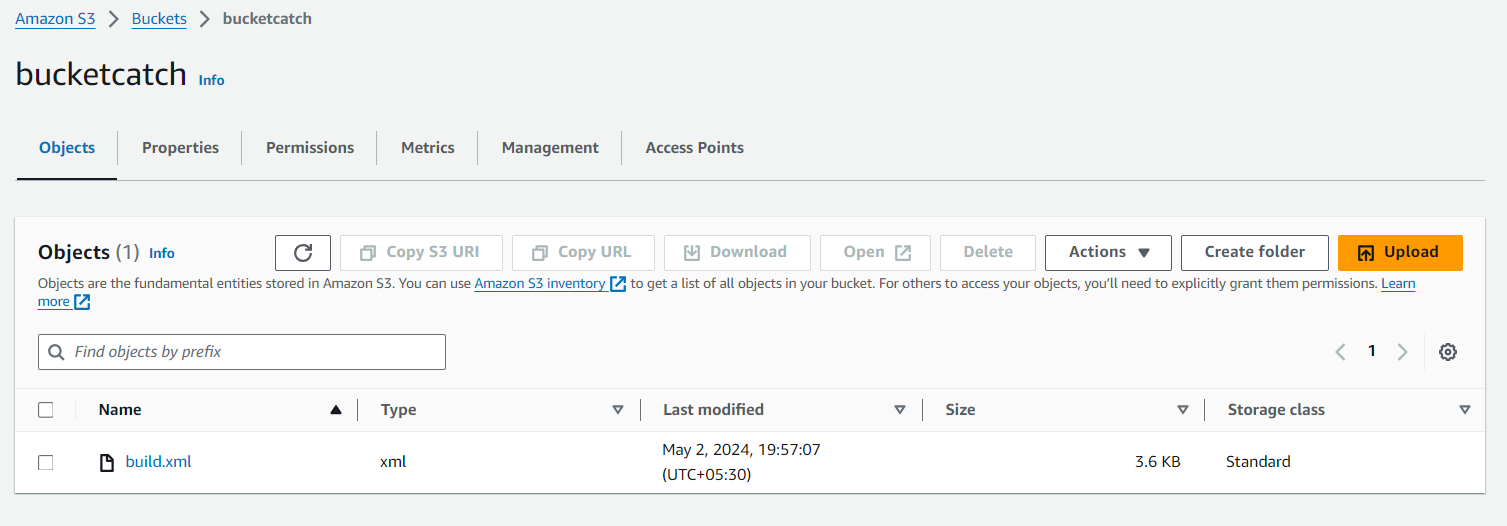 Amazon S3 > Buckets > bucketcatch
bucketcatch Info
Objects Properties Permissions Metrics Management Access Points
Objects (1) Info Copy S3 URI Copy URL Download Open Delete Actions Create folder Upload
Objects are the fundamental entities stored in Amazon S3. You can use Amazon S3 inventory to get a list of all objects in your bucket. For others to access your objects, you'll need to explicitly grant them permissions. Learn
more
Find objects by prefix 1
Name Type Last modified Size Storage class
build.xml xml May 2, 2024, 19:57:07 3.6 KB Standard
(UTC+05:30)